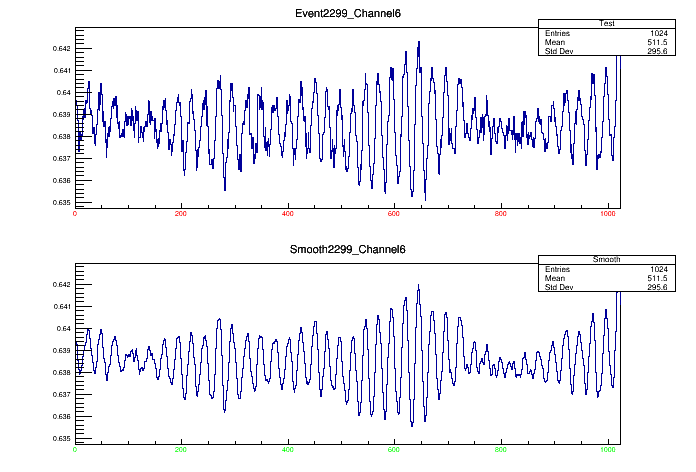 Event2299_Channel6
Test
Entries 1024
Mean 511.5
Std Dev 295.6
0.642
0.641
0.64
0.639
0.638
0.637
0.636
0.635
0 200 400 600 800 1000
Smooth2299_Channel6
Smooth
Entries 1024
Mean 511.5
Std Dev 295.6
0.642
0.641
0.64
0.639
0.638
0.637
0.636
0.635
0 200 400 600 800 1000